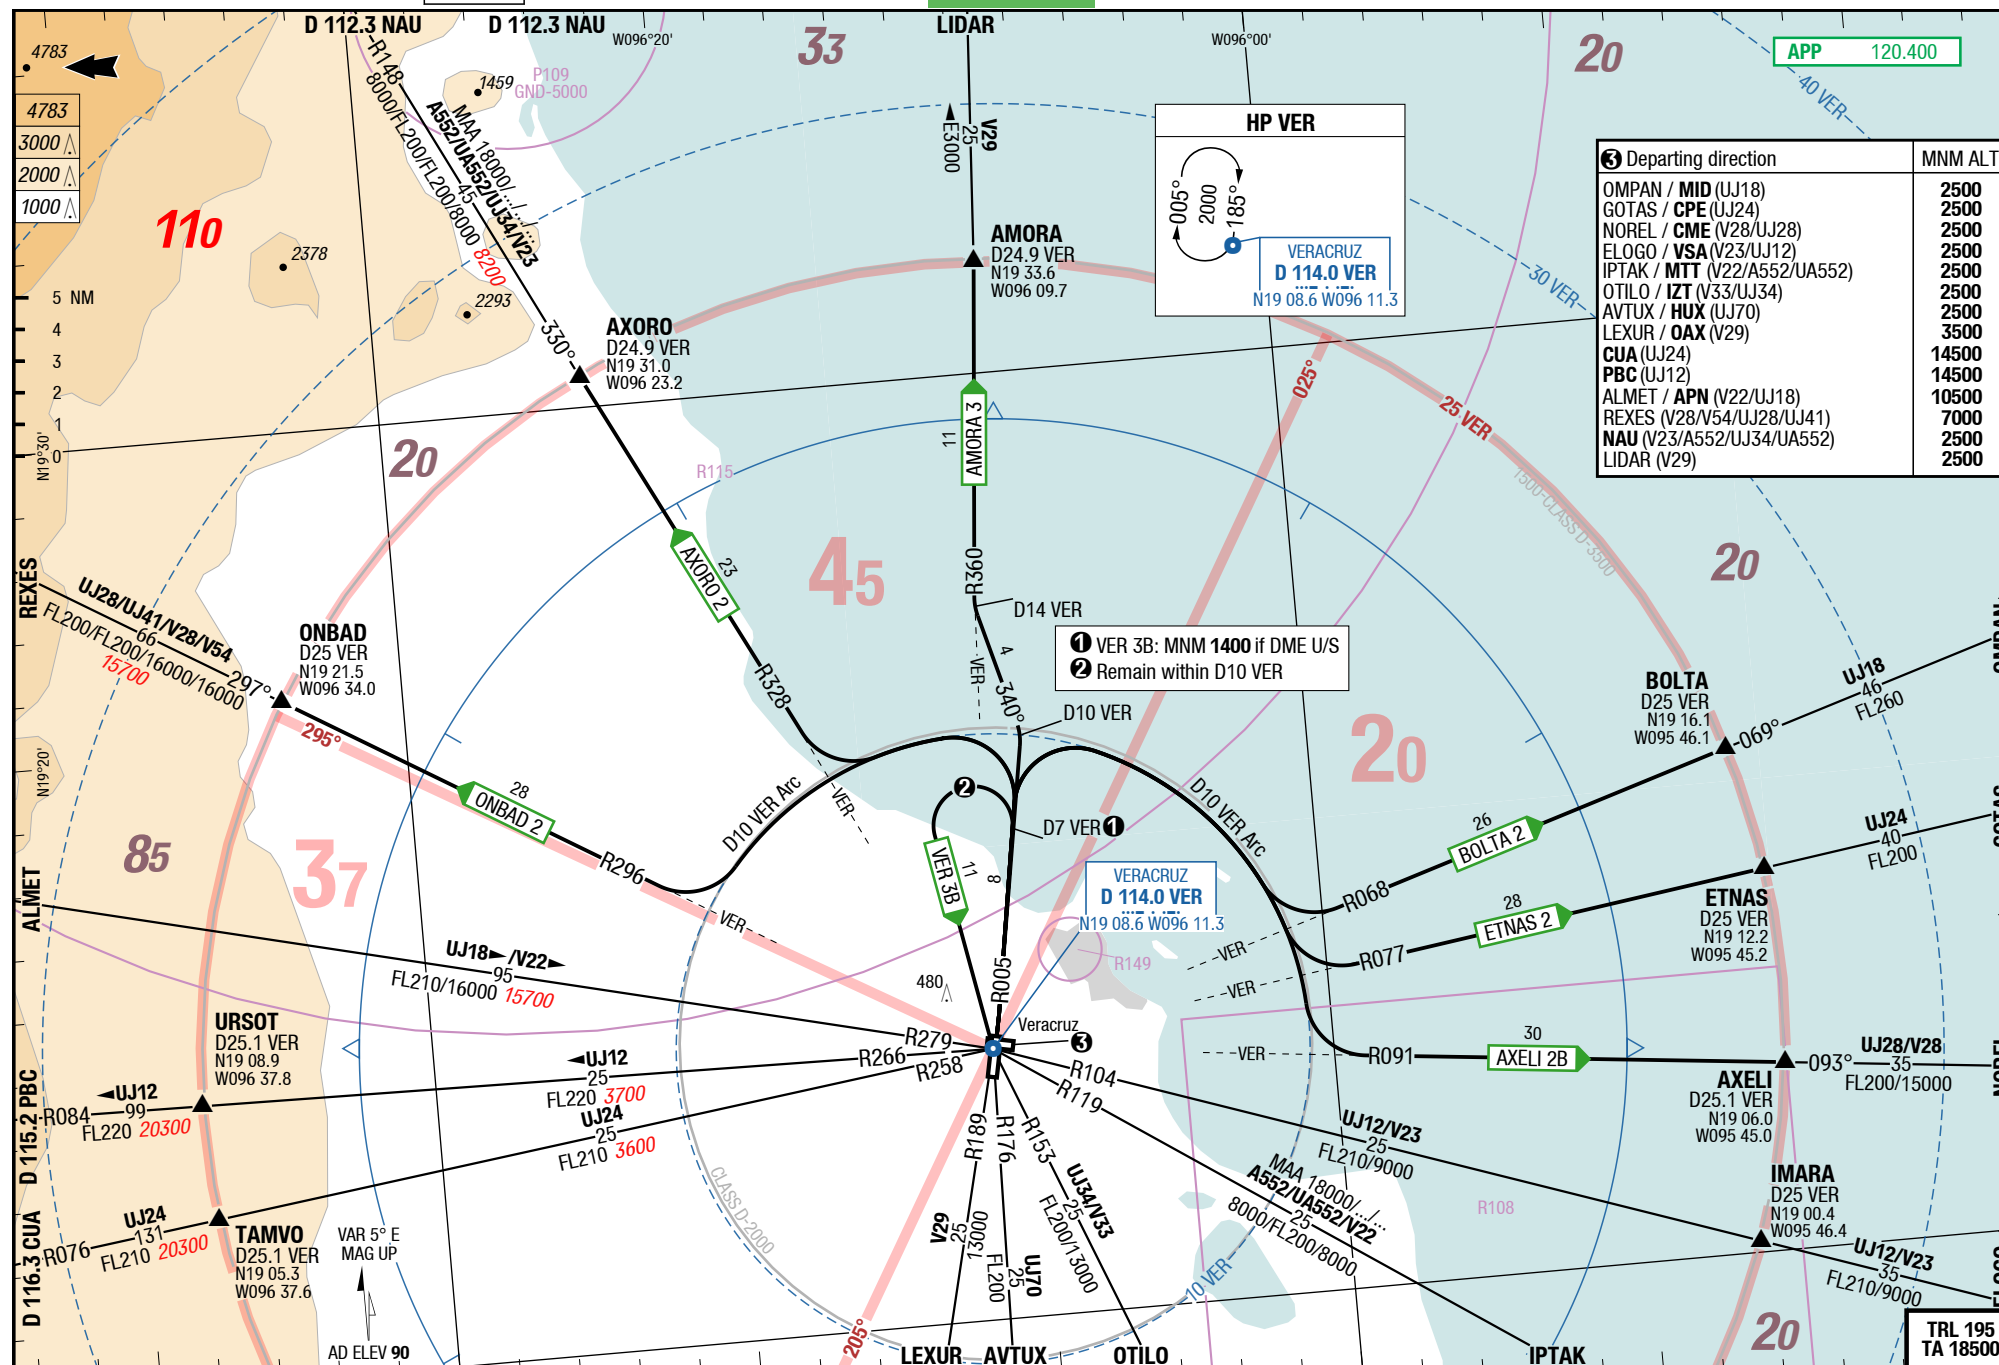 D 112.3 NAU
D 112.3 NAU
W096°20'
33
LIDAR
W096°00'
20
APP 120.400
4783
4783
3000
2000
1000
110
1459
2378
2293
P109
GND-5000
R148
8000/FL200/FL200/8000 8200
45
A552/UA552/UJ34/V23
MAA 18000/../..
330°
V29
25
E3000
40 VER
30 VER
HP VER
005°
2000
185°
VERACRUZ
D 114.0 VER
N19 08.6 W096 11.3
3 Departing direction MNM ALT
OMPAN / MID (UJ18) 2500
GOTAS / CPE (UJ24) 2500
NOREL / CME (V28/UJ28) 2500
ELOGO / VSA (V23/UJ12) 2500
IPTAK / MTT (V22/A552/UA552) 2500
OTILO / IZT (V33/UJ34) 2500
AVTUX / HUX (UJ70) 2500
LEXUR / OAX (V29) 3500
CUA (UJ24) 14500
PBC (UJ12) 14500
ALMET / APN (V22/UJ18) 10500
REXES (V28/V54/UJ28/UJ41) 7000
NAU (V23/A552/UJ34/UA552) 2500
LIDAR (V29) 2500
5 NM
4
3
2
1
0
N19°30'
AMORA
D24.9 VER
N19 33.6
W096 09.7
AXORO
D24.9 VER
N19 31.0
W096 23.2
20
R115
11
AMORA 3
R360
025°
25 VER
1500-CLASS D-3500
20
45
23
AXORO 2
R328
D14 VER
4
VER
340°
1 VER 3B: MNM 1400 if DME U/S
2 Remain within D10 VER
D10 VER
REXES
UJ28/UJ41/V28/V54
66
FL200/FL200/16000/16000
15700
297°
ONBAD
D25 VER
N19 21.5
W096 34.0
295°
N19°20'
28
ONBAD 2
R296
VER
D10 VER Arc
VER
2
D7 VER 1
D10 VER Arc
20
BOLTA
D25 VER
N19 16.1
W095 46.1
069°
UJ18
46
FL260
26
BOLTA 2
R068
VER
UJ24
40
FL200
ETNAS
D25 VER
N19 12.2
W095 45.2
28
ETNAS 2
R077
VER
85
37
ALMET
VER 3B
11
8
R005
VERACRUZ
D 114.0 VER
N19 08.6 W096 11.3
R149
480
Veracruz
3
UJ18 /V22
95
FL210/16000 15700
R279
URSOT
D25.1 VER
N19 08.9
W096 37.8
UJ12
25
FL220 3700
R266
R258
UJ24
25
FL210 3600
D 115.2 PBC
R084
UJ12
99
FL220 20300
D 116.3 CUA
R076
UJ24
131
FL210 20300
TAMVO
D25.1 VER
N19 05.3
W096 37.6
VAR 5° E
MAG UP
AD ELEV 90
CLASS D-2000
205°
R189
V29
25
13000
LEXUR
R176
UJ70
25
FL200
AVTUX
R153
UJ34/V33
25
FL200/13000
OTILO
10 VER
R119
MAA 18000/../..
A552/UA552/V22
25
8000/FL200/8000
IPTAK
R104
UJ12/V23
25
FL210/9000
R108
VER
R091
30
AXELI 2B
AXELI
D25.1 VER
N19 06.0
W095 45.0
093°
UJ28/V28
35
FL200/15000
IMARA
D25 VER
N19 00.4
W095 46.4
UJ12/V23
35
FL210/9000
20
TRL 195
TA 18500